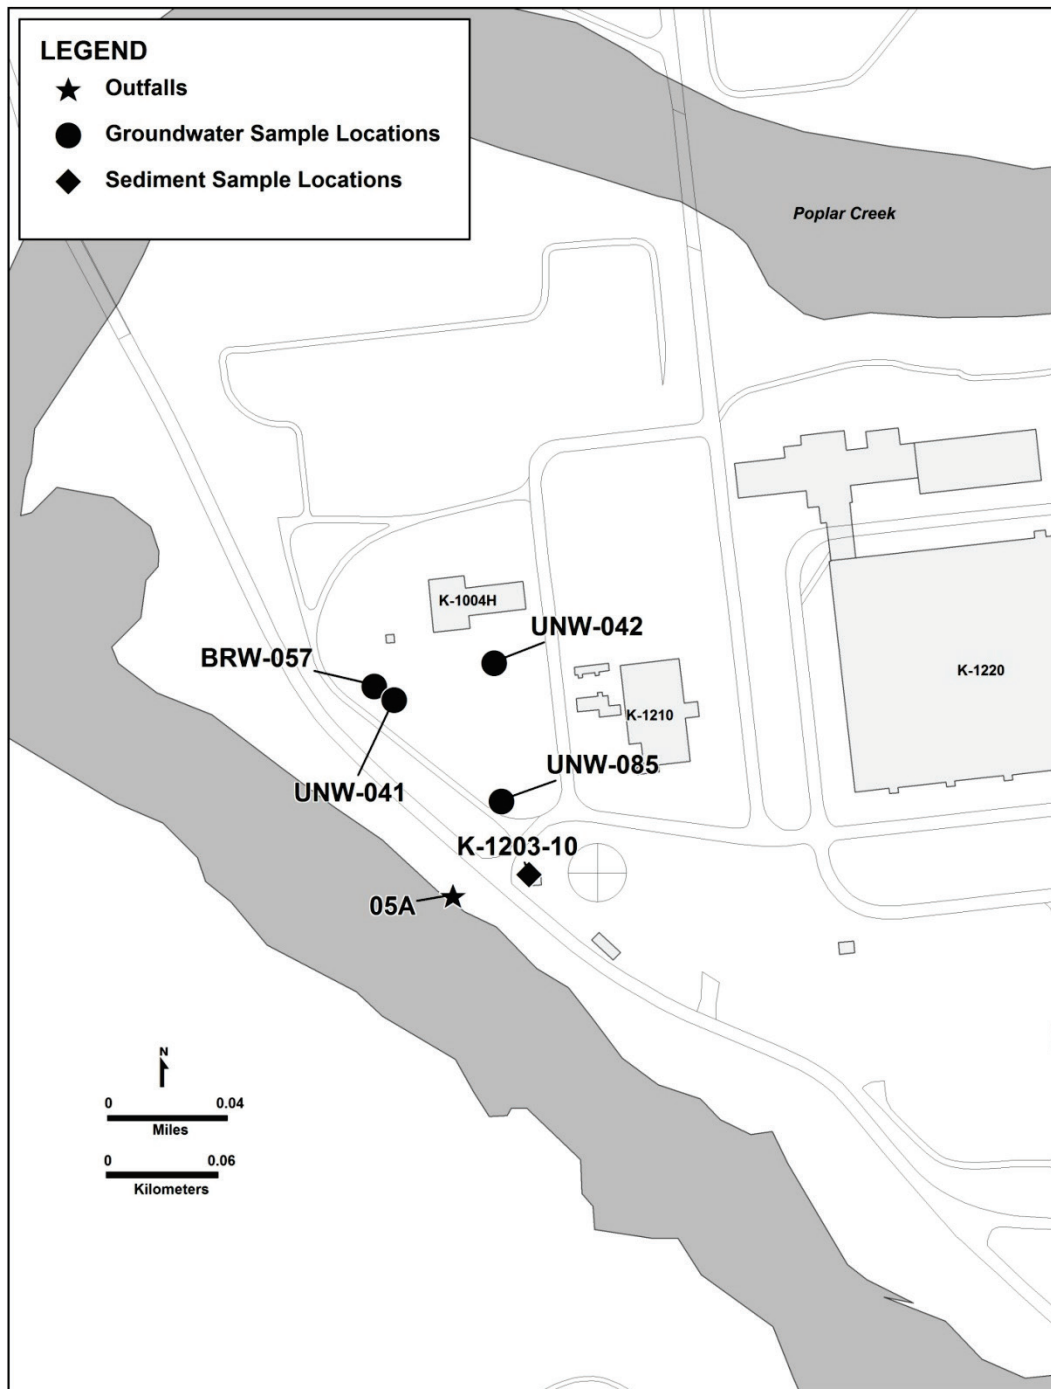 LEGEND
Outfalls
Groundwater Sample Locations
Sediment Sample Locations
Poplar Creek
K-1004H
UNW-042
BRW-057
K-1220
K-1210
UNW-085
UNW-041
K-1203-10
05A
N
0 0.04
Miles
0 0.06
Kilometers